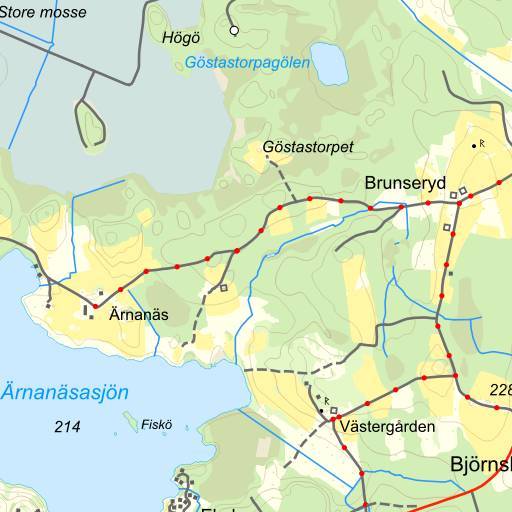 Store mosse
Högö
Göstastorpagölen
Göstastorpet
R
Brunseryd
Ärnanäs
Ärnanäsasjön
228
R
Fiskö
214
Västergården